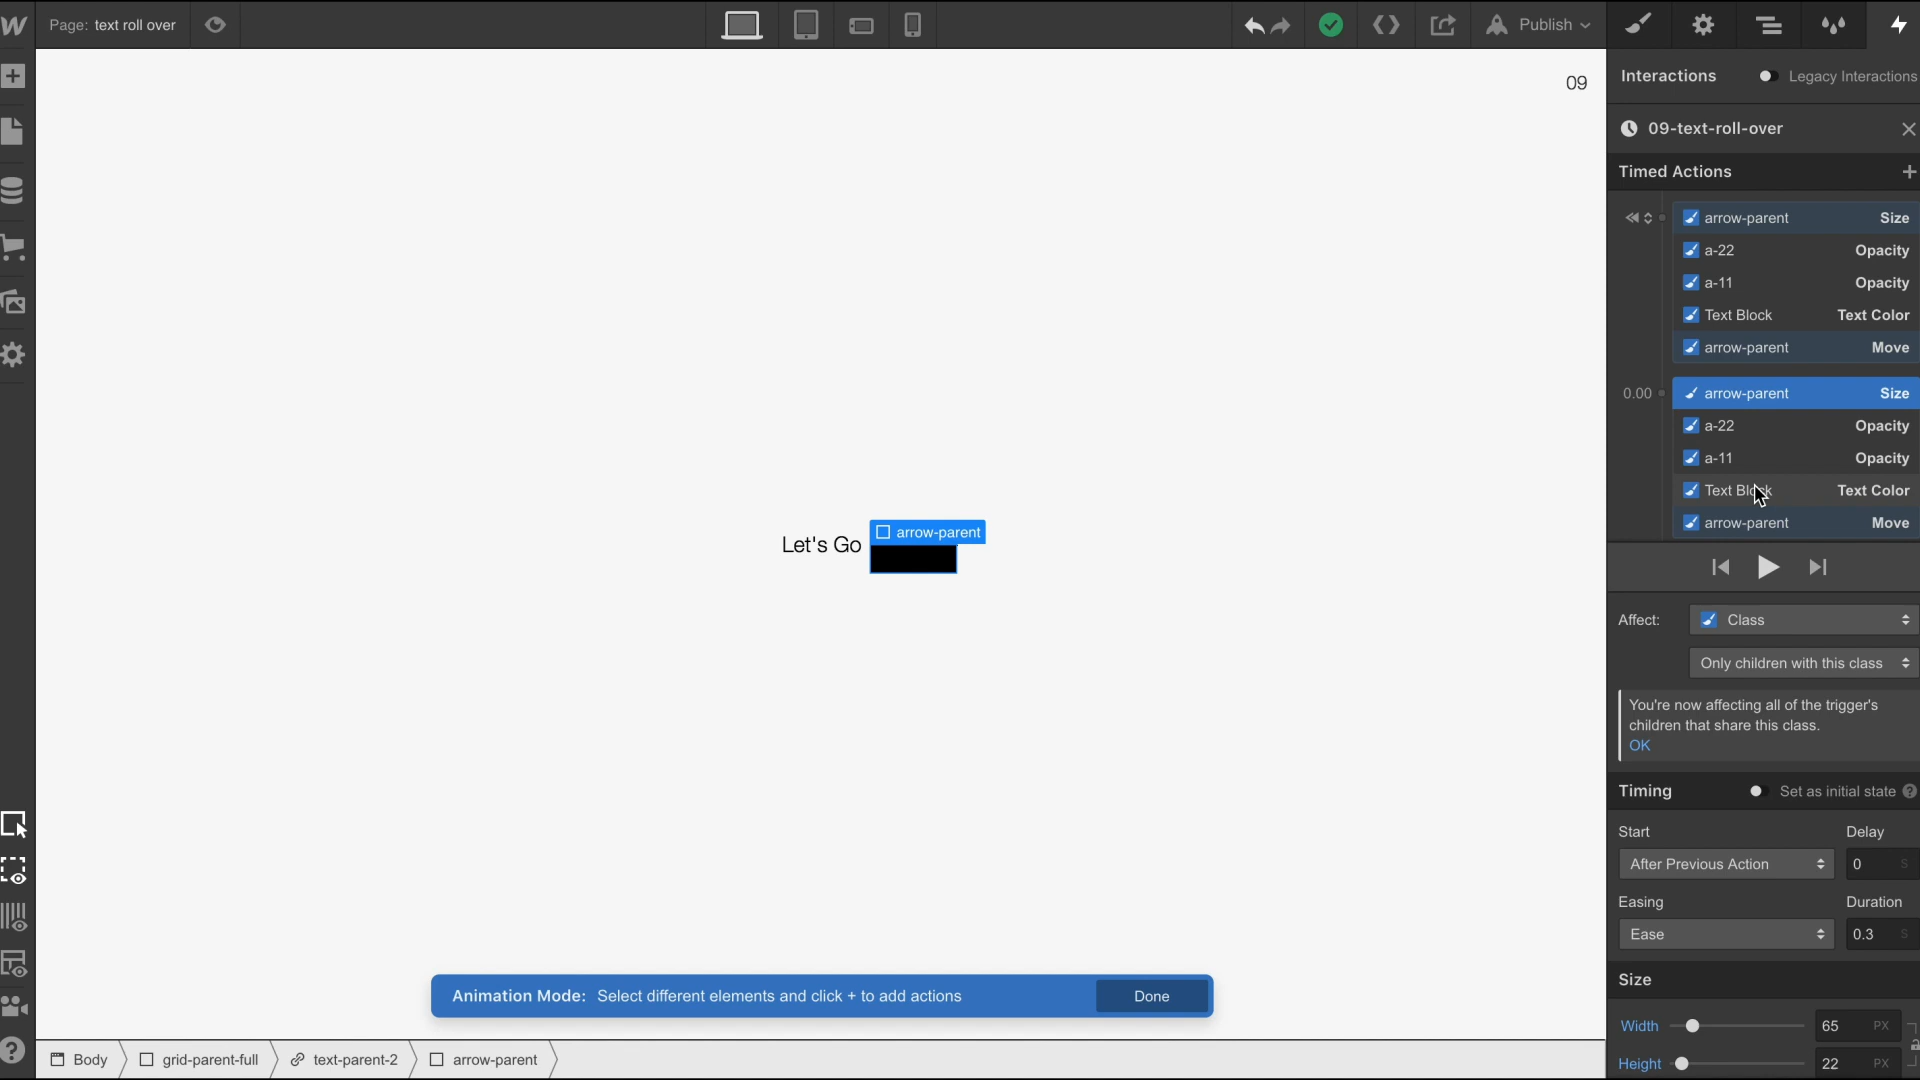 Page: text roll over
Publish
09
Interactions
Legacy Interactions
09-text-roll-over
Timed Actions
arrow-parent Size
a-22 Opacity
a-11 Opacity
Text Block Text Color
arrow-parent Move
0.00 arrow-parent Size
a-22 Opacity
a-11 Opacity
Text Block Text Color
arrow-parent Move
Let's Go
arrow-parent
Affect: Class
Only children with this class
You're now affecting all of the trigger's
children that share this class.
OK
Timing Set as initial state
Start Delay
After Previous Action 0 S
Easing Duration
Ease 0.3 S
Size
Width 65 PX
Height 22 PX
Animation Mode: Select different elements and click + to add actions
Done
Body grid-parent-full text-parent-2 arrow-parent